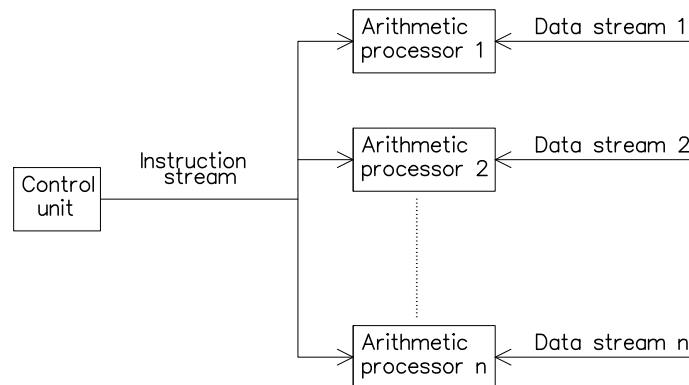 Arithmetic
processor 1
Data stream 1
Arithmetic
processor 2
Data stream 2
Instruction
stream
Control
unit
Arithmetic
processor n
Data stream n